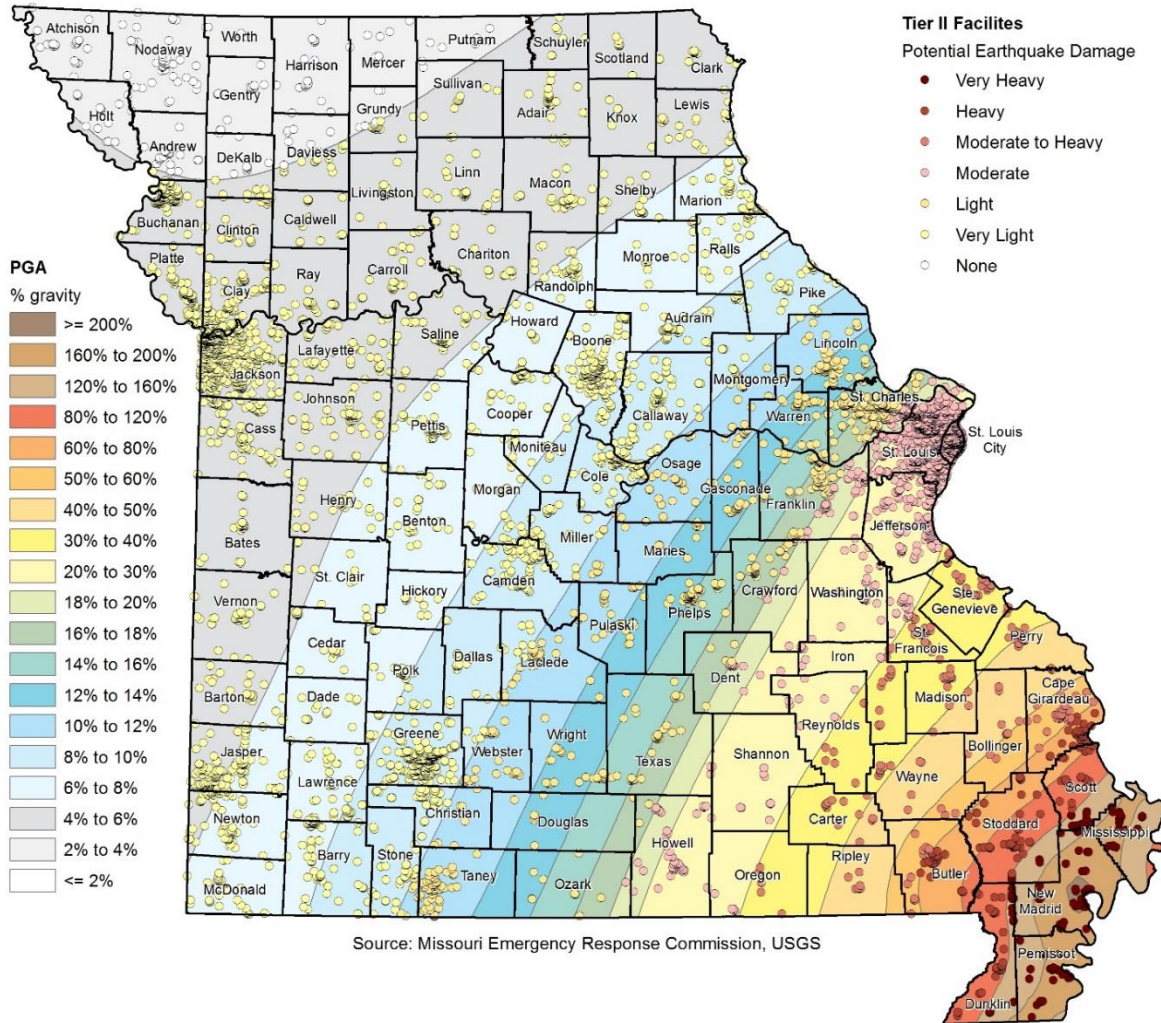 Tier II Facilites
Potential Earthquake Damage
Very Heavy
Heavy
Moderate to Heavy
Moderate
Light
Very Light
None
PGA
% gravity
>= 200%
160% to 200%
120% to 160%
80% to 120%
60% to 80%
50% to 60%
40% to 50%
30% to 40%
20% to 30%
18% to 20%
16% to 18%
14% to 16%
12% to 14%
10% to 12%
8% to 10%
6% to 8%
4% to 6%
2% to 4%
<= 2%
Atchison
Nodaway
Worth
Harrison
Mercer
Putnam
Schuyler
Scotland
Clark
Holt
Gentry
Sullivan
Adair
Knox
Lewis
Andrew
DeKalb
Daviess
Grundy
Linn
Macon
Shelby
Marion
Buchanan
Clinton
Caldwell
Livingston
Chariton
Randolph
Monroe
Ralls
Platte
Clay
Ray
Carroll
Pike
Jackson
Lafayette
Saline
Howard
Boone
Audrain
Lincoln
Cass
Johnson
Pettis
Cooper
Moniteau
Callaway
Montgomery
Warren
St. Charles
St. Louis
St. Louis
City
Bates
Henry
Benton
Morgan
Cole
Osage
Gasconade
Franklin
Jefferson
Miller
Maries
Vernon
St. Clair
Hickory
Camden
Pulaski
Phelps
Crawford
Washington
Ste.
Genevieve
St.
Francois
Perry
Barton
Cedar
Polk
Dallas
Laclede
Dent
Iron
Madison
Cape
Girardeau
Jasper
Dade
Greene
Webster
Wright
Texas
Shannon
Reynolds
Bollinger
Wayne
Scott
Newton
Lawrence
Christian
Douglas
Howell
Carter
Stoddard
Mississippi
McDonald
Barry
Stone
Taney
Ozark
Oregon
Ripley
Butler
New
Madrid
Pemiscot
Dunklin
Source: Missouri Emergency Response Commission, USGS